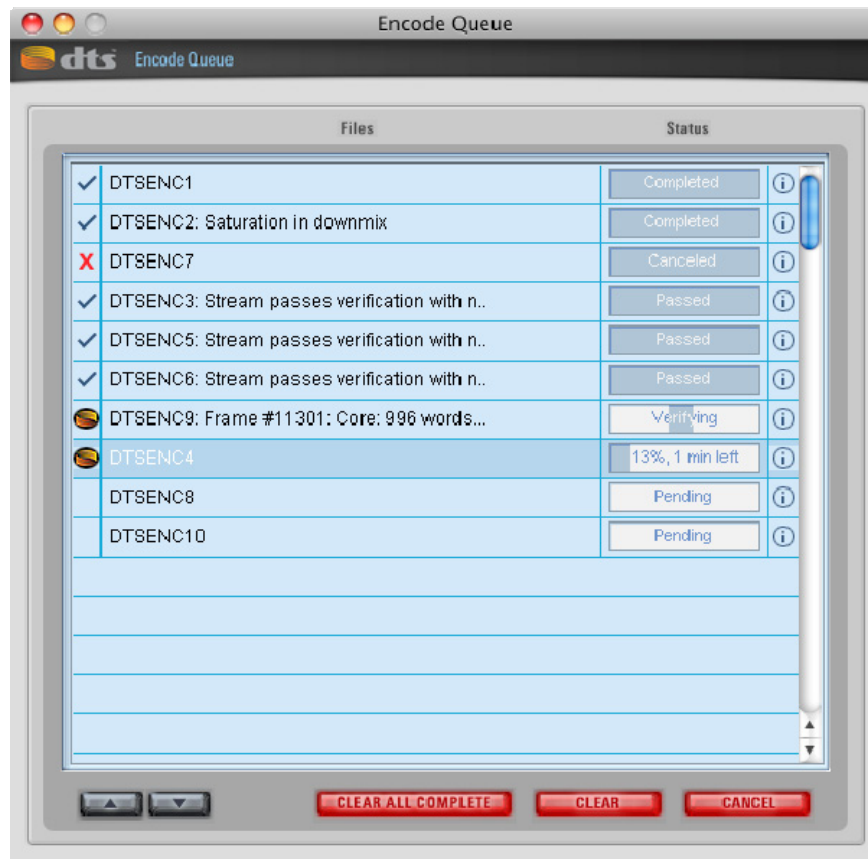 Encode Queue
dts Encode Queue
Files Status
DTSENC1 Completed
DTSENC2: Saturation in downmix Completed
X DTSENC7 Canceled
DTSENC3: Stream passes verification with n.. Passed
DTSENC5: Stream passes verification with n.. Passed
DTSENC6: Stream passes verification with n.. Passed
DTSENC9: Frame #11301: Core: 996 words... Verifying
DTSENC4 13%, 1 min left
DTSENC8 Pending
DTSENC10 Pending
CLEAR ALL COMPLETE CLEAR CANCEL